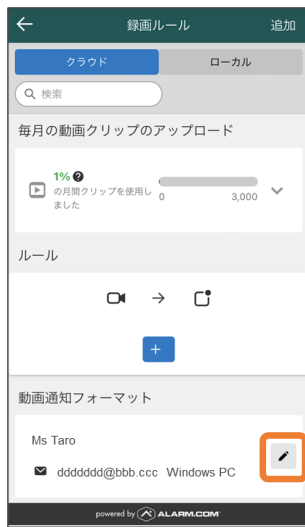 録画ルール 追加
クラウド ローカル
検索
毎月の動画クリップのアップロード
1%
の月間クリップを使用し
ました
0 3,000
ルール
+
動画通知フォーマット
Ms Taro
ddddddd@bbb.ccc Windows PC
powered by ALARM.COM